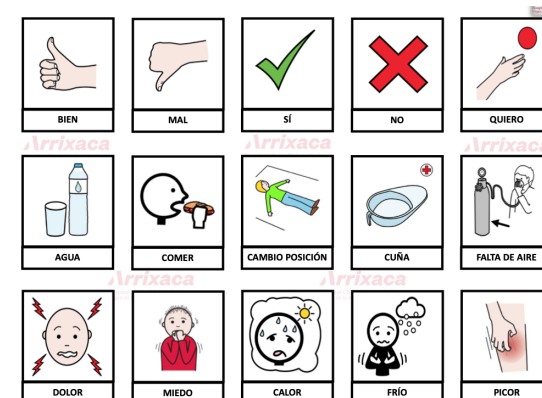 BIEN
MAL
SÍ
NO
QUIERO
Arrixaca
Arrixaca
Arrixaca
AGUA
COMER
CAMBIO POSICIÓN
CUÑA
FALTA DE AIRE
Arrixaca
Arrixaca
DOLOR
MIEDO
CALOR
FRÍO
PICOR